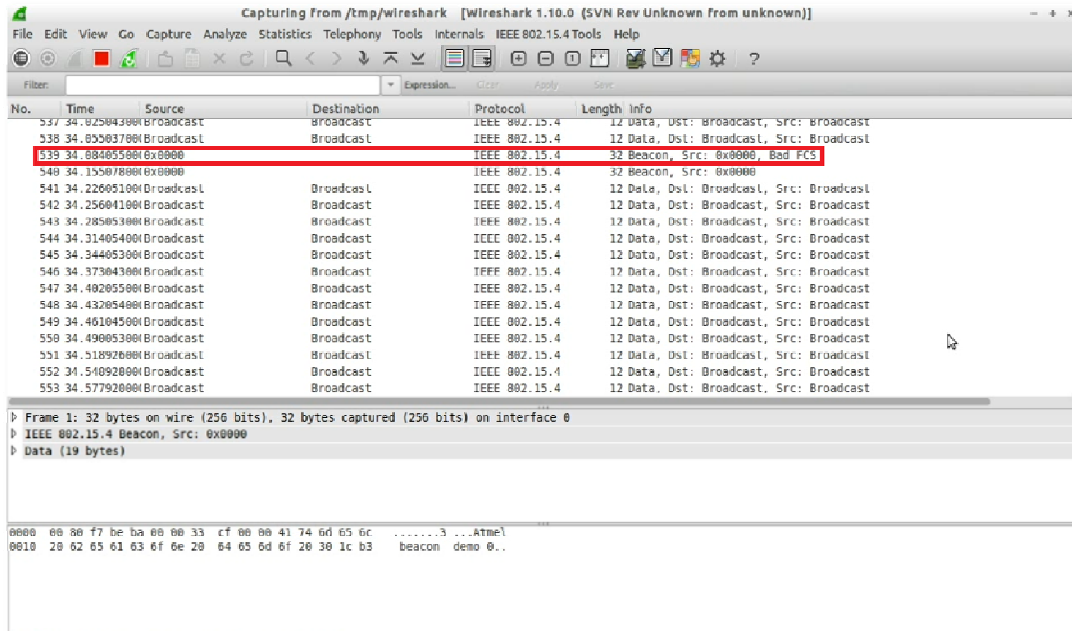 Capturing from /tmp/wireshark [Wireshark 1.10.0 (SVN Rev Unknown from unknown)]
File Edit View Go Capture Analyze Statistics Telephony Tools Internals IEEE 802.15.4 Tools Help
Filter: Expression... Clear Apply Save
No. Time Source Destination Protocol Length Info
537 34.02504300( Broadcast Broadcast IEEE 802.15.4 12 Data, Dst: Broadcast, Src: Broadcast
538 34.05503700( Broadcast Broadcast IEEE 802.15.4 12 Data, Dst: Broadcast, Src: Broadcast
539 34.08405500( 0x0000 IEEE 802.15.4 32 Beacon, Src: 0x0000, Bad FCS
540 34.15507800( 0x0000 IEEE 802.15.4 32 Beacon, Src: 0x0000
541 34.22605100( Broadcast Broadcast IEEE 802.15.4 12 Data, Dst: Broadcast, Src: Broadcast
542 34.25604100( Broadcast Broadcast IEEE 802.15.4 12 Data, Dst: Broadcast, Src: Broadcast
543 34.28505300( Broadcast Broadcast IEEE 802.15.4 12 Data, Dst: Broadcast, Src: Broadcast
544 34.31405400( Broadcast Broadcast IEEE 802.15.4 12 Data, Dst: Broadcast, Src: Broadcast
545 34.34405300( Broadcast Broadcast IEEE 802.15.4 12 Data, Dst: Broadcast, Src: Broadcast
546 34.37304300( Broadcast Broadcast IEEE 802.15.4 12 Data, Dst: Broadcast, Src: Broadcast
547 34.40205500( Broadcast Broadcast IEEE 802.15.4 12 Data, Dst: Broadcast, Src: Broadcast
548 34.43205400( Broadcast Broadcast IEEE 802.15.4 12 Data, Dst: Broadcast, Src: Broadcast
549 34.46104500( Broadcast Broadcast IEEE 802.15.4 12 Data, Dst: Broadcast, Src: Broadcast
550 34.49005300( Broadcast Broadcast IEEE 802.15.4 12 Data, Dst: Broadcast, Src: Broadcast
551 34.51892600( Broadcast Broadcast IEEE 802.15.4 12 Data, Dst: Broadcast, Src: Broadcast
552 34.54892800( Broadcast Broadcast IEEE 802.15.4 12 Data, Dst: Broadcast, Src: Broadcast
553 34.57792000( Broadcast Broadcast IEEE 802.15.4 12 Data, Dst: Broadcast, Src: Broadcast
Frame 1: 32 bytes on wire (256 bits), 32 bytes captured (256 bits) on interface 0
IEEE 802.15.4 Beacon, Src: 0x0000
Data (19 bytes)
0000 00 80 f7 be ba 00 00 33 cf 00 00 41 74 6d 65 6c .......3 ...Atmel
0010 20 62 65 61 63 6f 6e 20 64 65 6d 6f 20 30 1c b3 beacon demo 0..